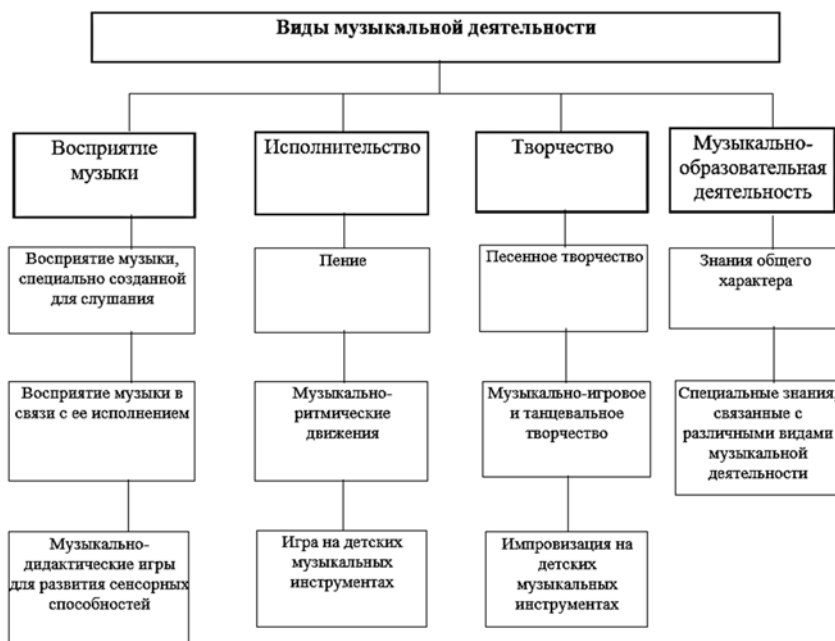 Виды музыкальной деятельности
Восприятие
музыки
Исполнительство
Творчество
Музыкально-
образовательная
деятельность
Восприятие музыки,
специально созданной
для слушания
Пение
Песенное творчество
Знания общего
характера
Восприятие музыки в
связи с ее исполнением
Музыкально-
ритмические
движения
Музыкально-игровое
и танцевальное
творчество
Специальные знания,
связанные с
различными видами
музыкальной
деятельности
Музыкально-
дидактические игры
для развития сенсорных
способностей
Игра на детских
музыкальных
инструментах
Импровизация на
детских
музыкальных
инструментах